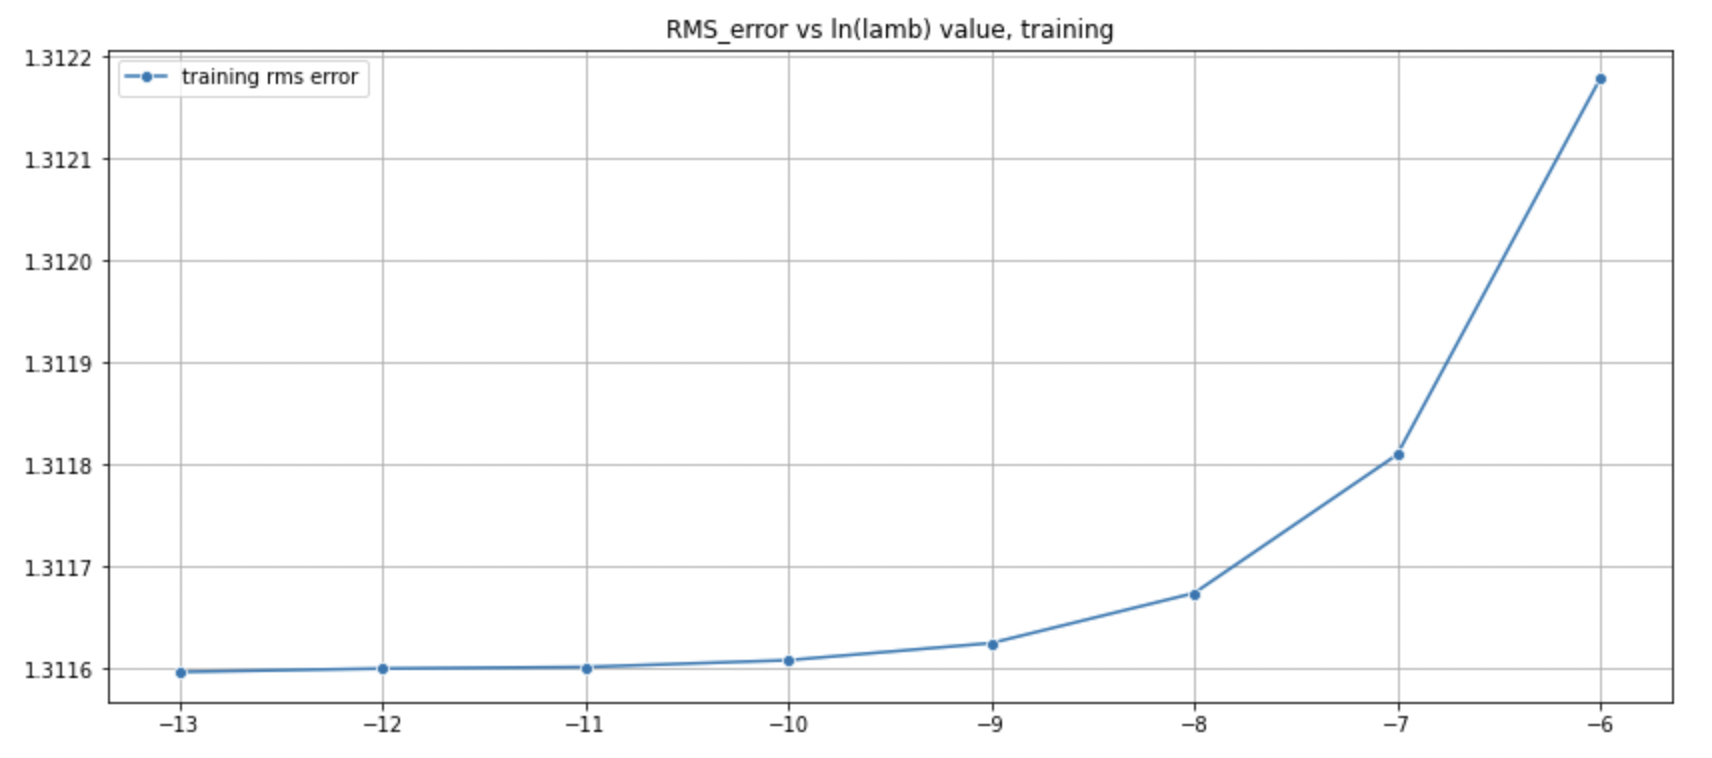 RMS_error vs ln(lamb) value, training
training rms error
1.3122
1.3121
1.3120
1.3119
1.3118
1.3117
1.3116
−13 −12 −11 −10 −9 −8 −7 −6